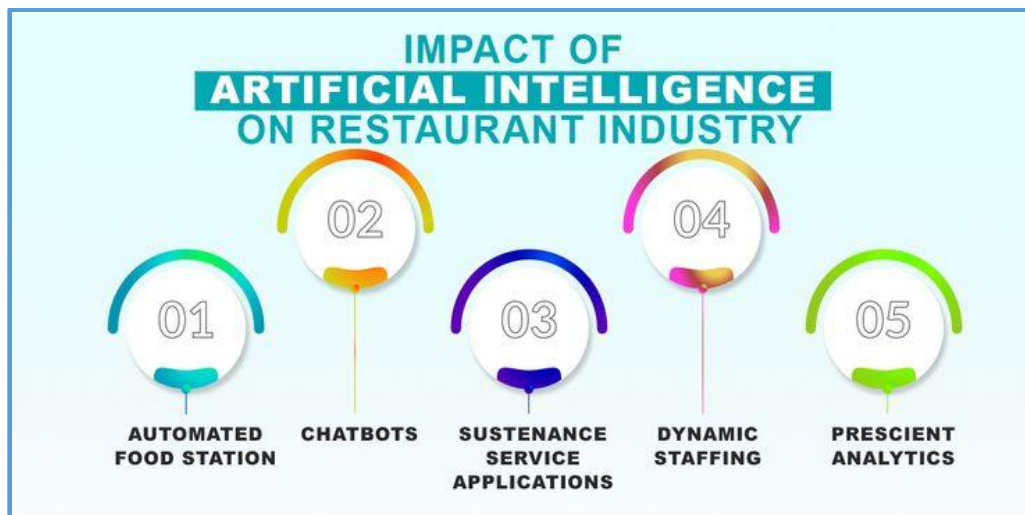 IMPACT OF
ARTIFICIAL INTELLIGENCE
ON RESTAURANT INDUSTRY
01
AUTOMATED
FOOD STATION
02
CHATBOTS
03
SUSTENANCE
SERVICE
APPLICATIONS
04
DYNAMIC
STAFFING
05
PRESCIENT
ANALYTICS